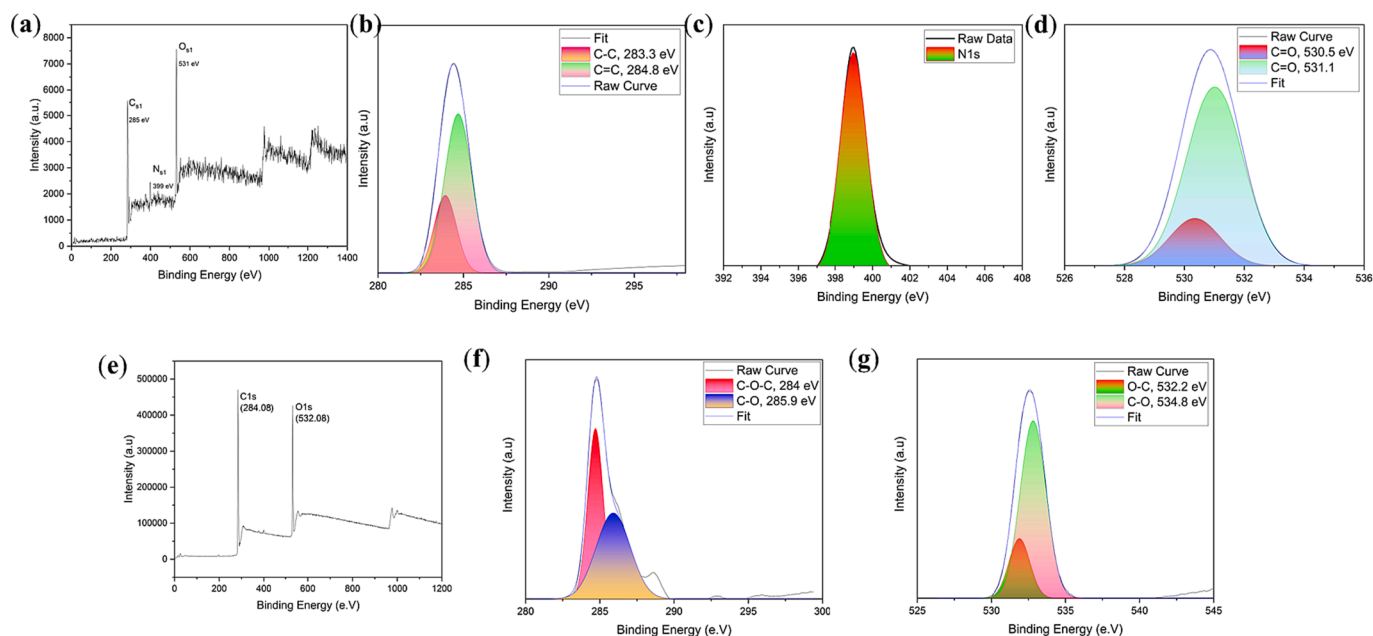 (a)
8000
7000
6000
5000
4000
3000
2000
1000
0
Intensity (a.u.)
O_s1
531 eV
C_s1
285 eV
N_s1
399 eV
0 200 400 600 800 1000 1200 1400
Binding Energy (eV)
(b)
Intensity (a.u)
Fit
C-C, 283.3 eV
C=C, 284.8 eV
Raw Curve
280 285 290 295
Binding Energy (eV)
(c)
Intensity (a.u)
Raw Data
N1s
392 394 396 398 400 402 404 406 408
Binding Energy (eV)
(d)
Intensity (a.u)
Raw Curve
C=O, 530.5 eV
C=O, 531.1
Fit
526 528 530 532 534 536
Binding Energy (eV)
(e)
500000
400000
300000
200000
100000
0
Intensity (a.u)
C1s
(284.08)
O1s
(532.08)
0 200 400 600 800 1000 1200
Binding Energy (e.V)
(f)
Intensity (a.u)
Raw Curve
C-O-C, 284 eV
C-O, 285.9 eV
Fit
280 285 290 295 300
Binding Energy (e.V)
(g)
Intensity (a.u)
Raw Curve
O-C, 532.2 eV
C-O, 534.8 eV
Fit
525 530 535 540 545
Binding Energy (e.V)